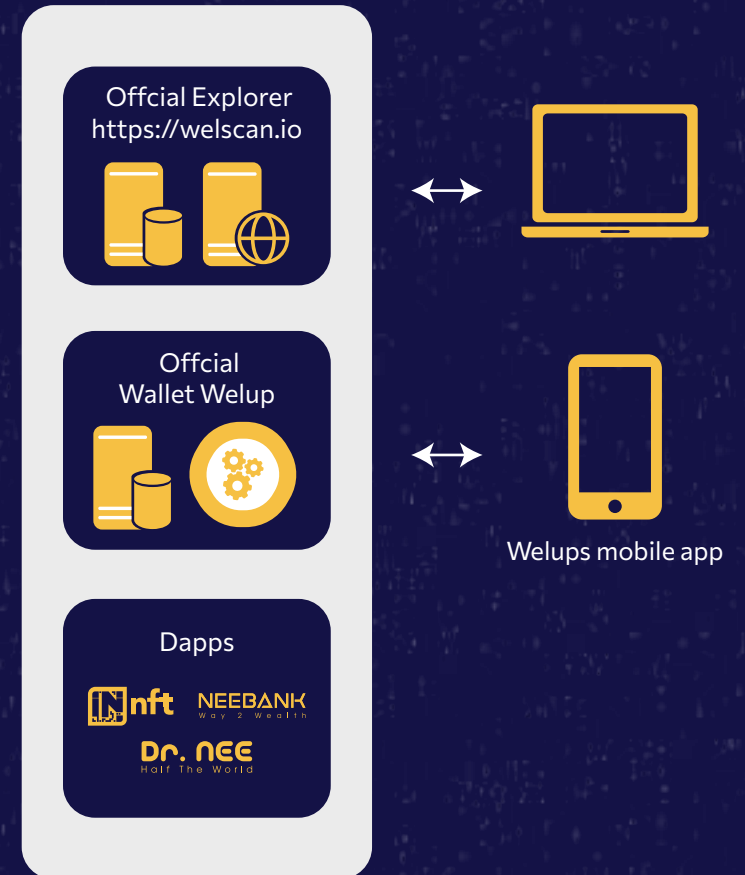 Offcial Explorer
https://welscan.io
Offcial
Wallet Welup
Welups mobile app
Dapps
IN nft
NEEBANK
Way 2 Wealth
Dr. NEE
Half The World